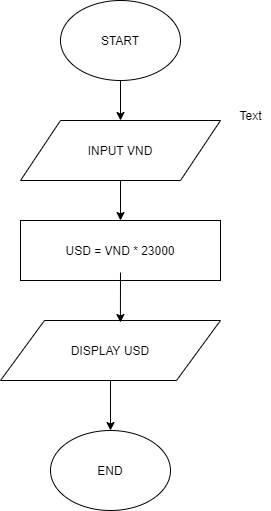 START
Text
INPUT VND
USD = VND * 23000
DISPLAY USD
END